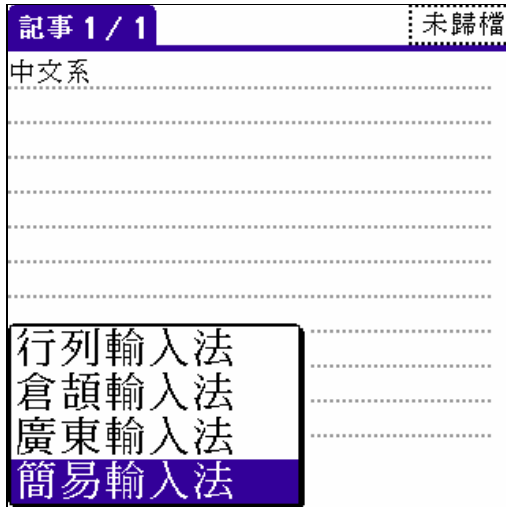 記事 1 / 1
未歸檔
中文系
行列輸入法
倉頡輸入法
廣東輸入法
簡易輸入法